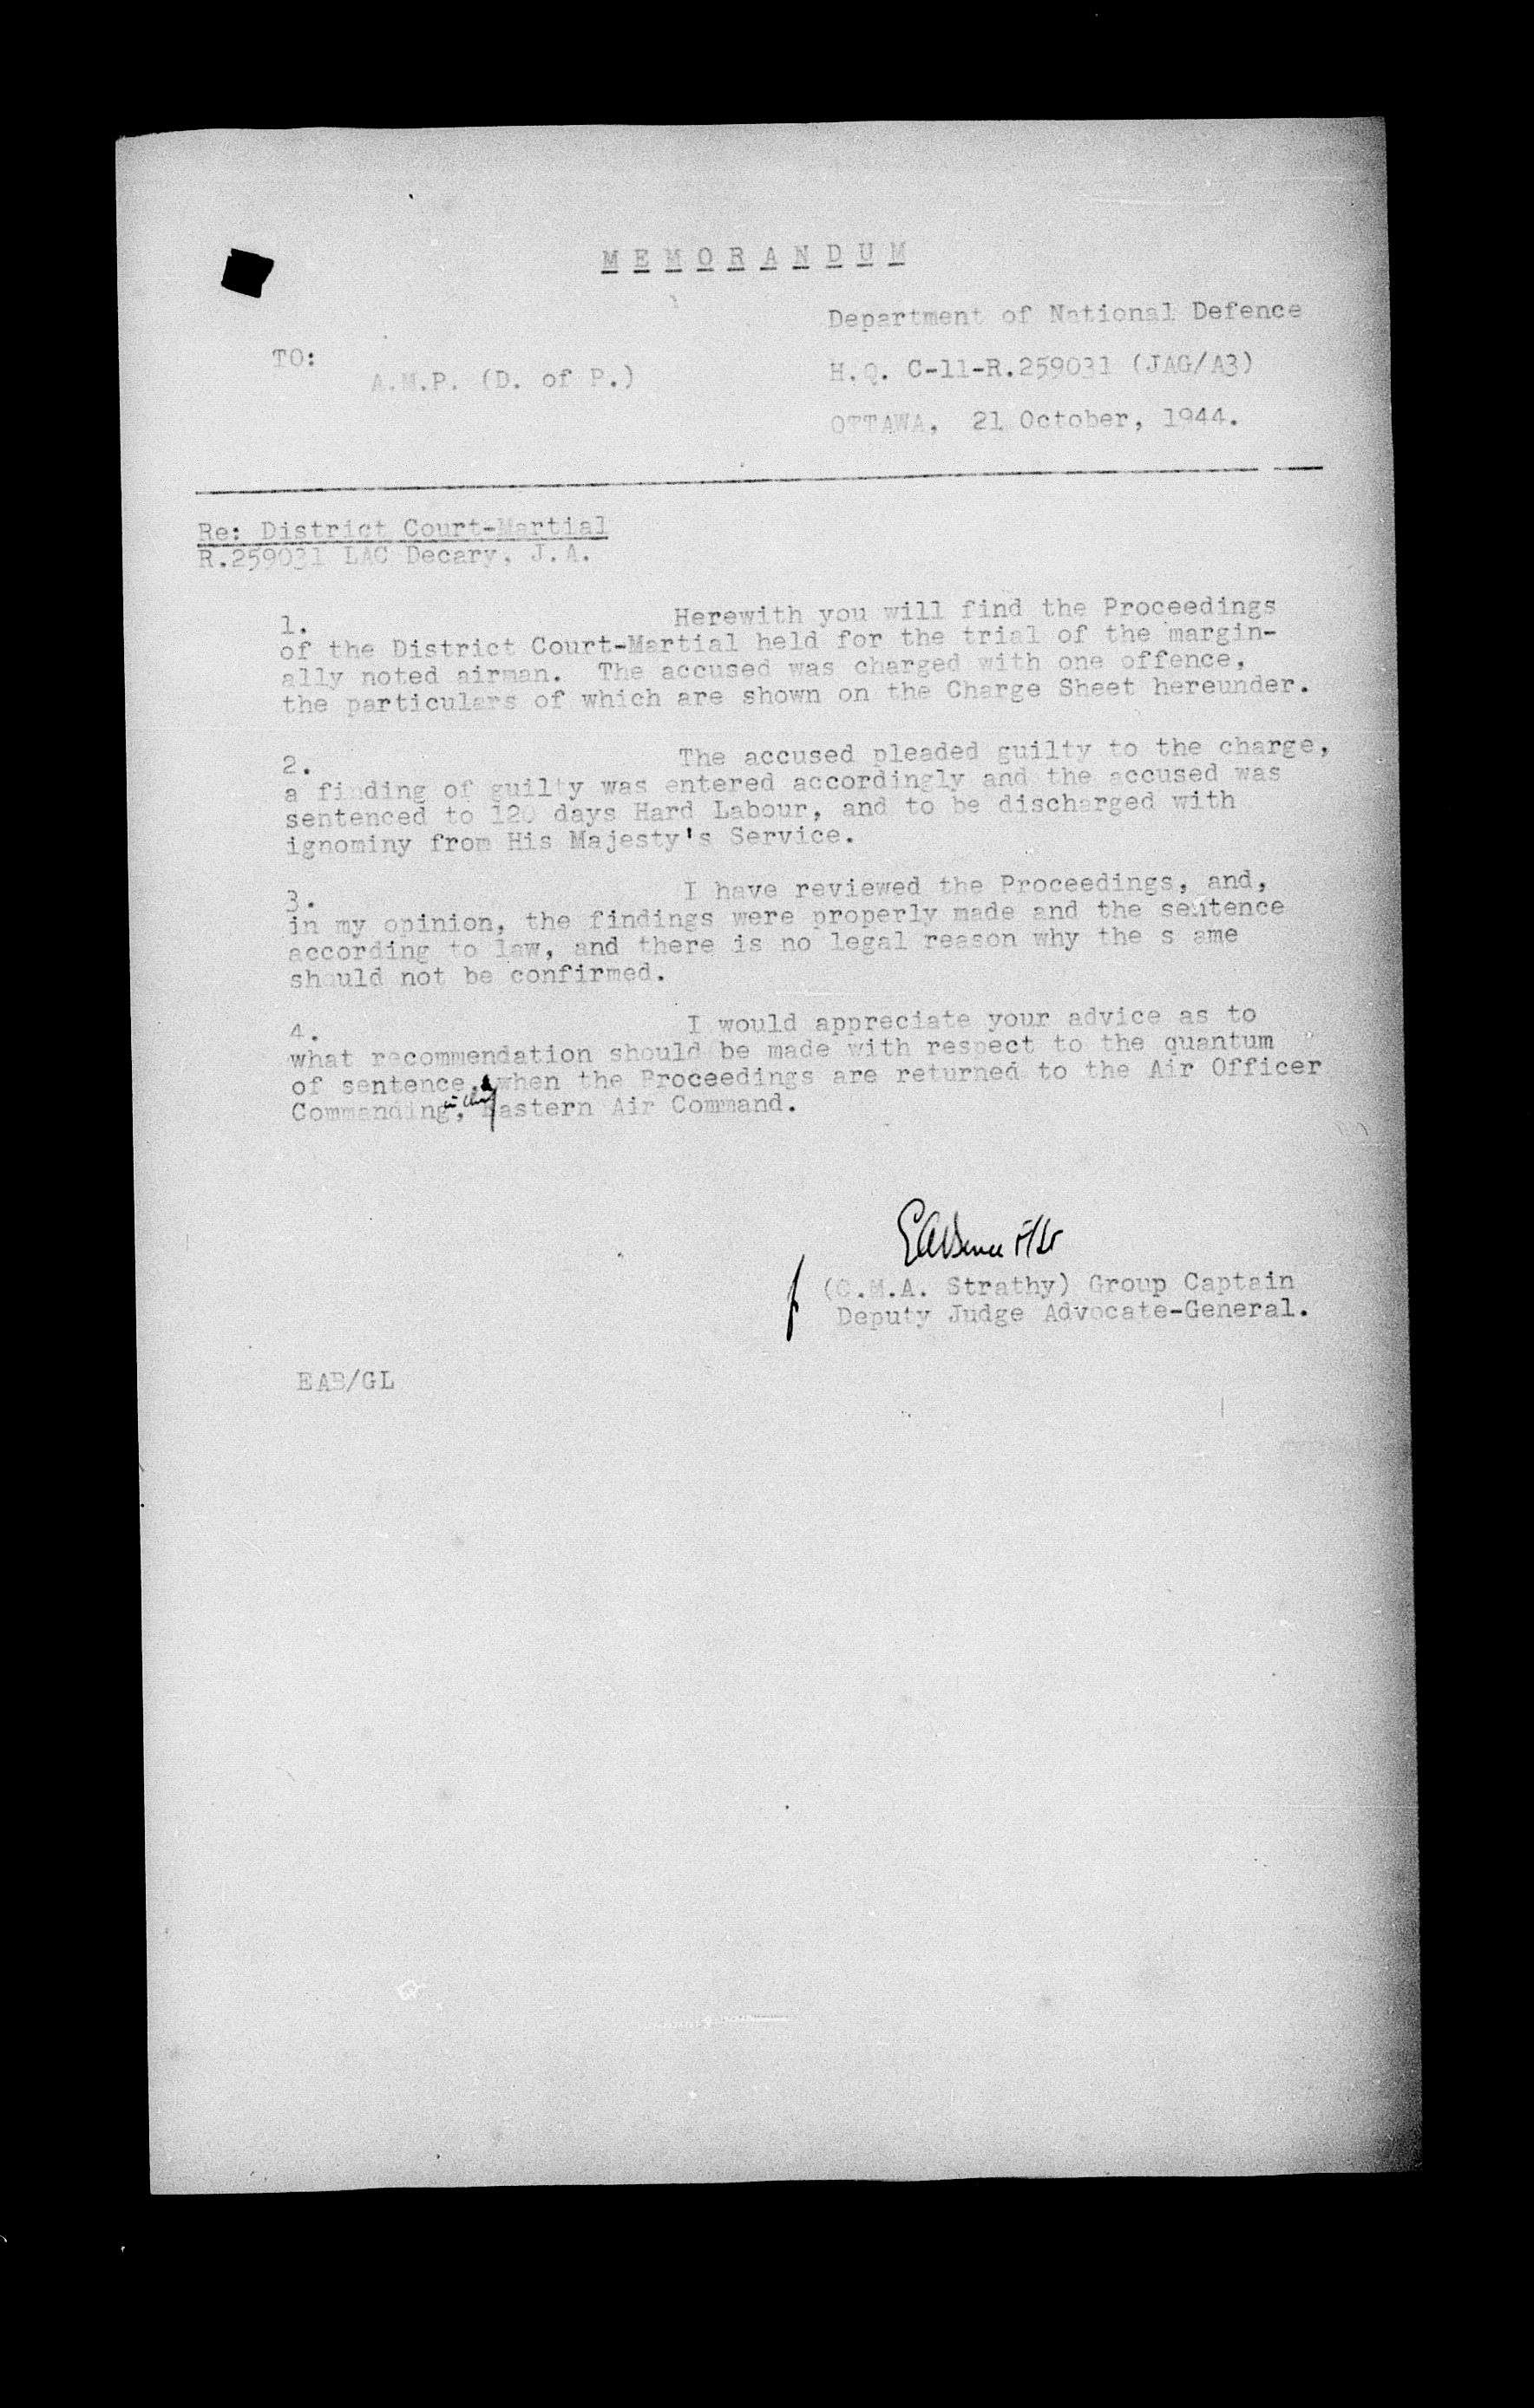 MEMORANDUM
Department of National Defence
TO:
A.M.P. (D. of P.)
H.Q. C-11-R.259031 (JAG/A3)
OTTAWA, 21 October, 1944.
Re: District Court-Martial
R.259031 LAC Decary, J.A.
1. Herewith you will find the Proceedings
of the District Court-Martial held for the trial of the margin-
ally noted airman. The accused was charged with one offence,
the particulars of which are shown on the Charge Sheet hereunder.
2. The accused pleaded guilty to the charge,
a finding of guilty was entered accordingly and the accused was
sentenced to 120 days Hard Labour, and to be discharged with
ignominy from His Majesty's Service.
3. I have reviewed the Proceedings, and,
in my opinion, the findings were properly made and the sentence
according to law, and there is no legal reason why the s ame
should not be confirmed.
4. I would appreciate your advice as to
what recommendation should be made with respect to the quantum
of sentence, when the Proceedings are returned to the Air Officer
Commanding in Chief, Eastern Air Command.
F/Lt
f (C.M.A. Strathy) Group Captain
Deputy Judge Advocate-General.
EAB/GL